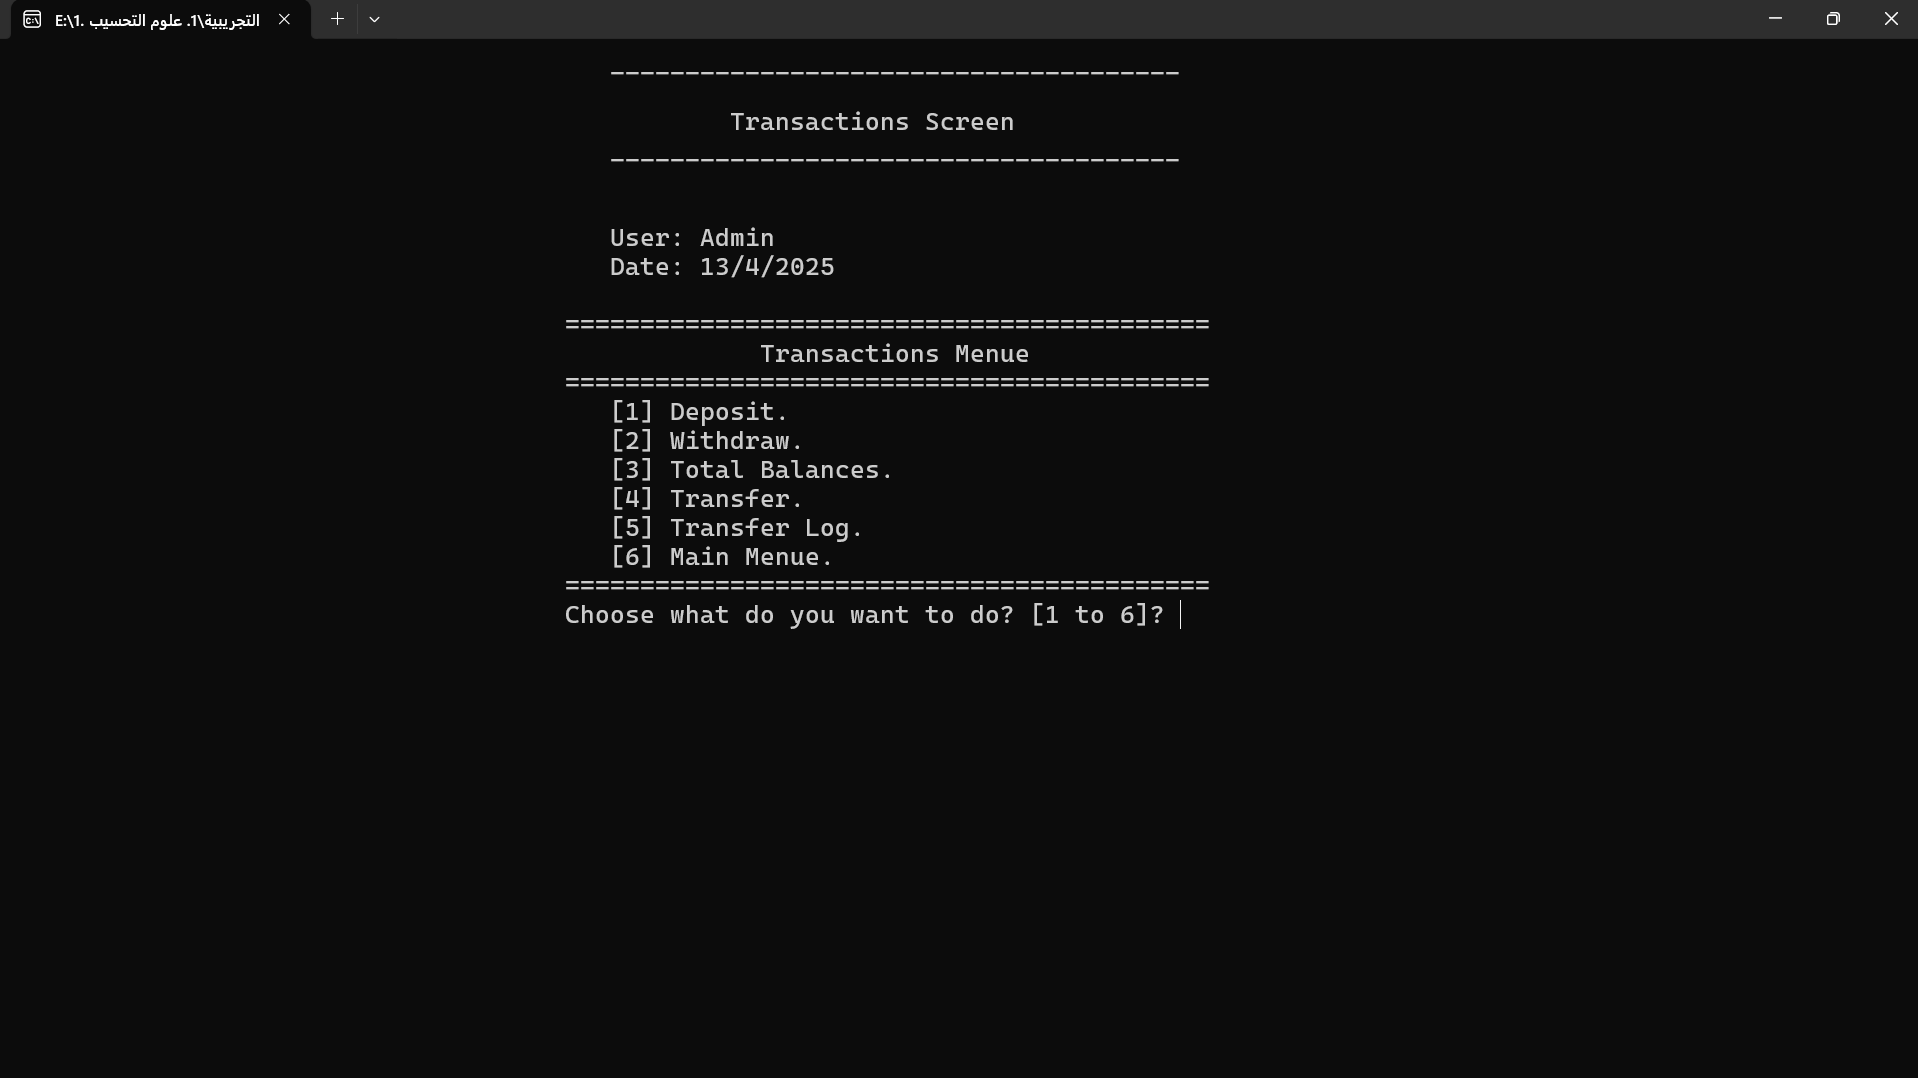 E:\1. علوم التحسيب .1\التجريبية
--------------------------------------
Transactions Screen
--------------------------------------
User: Admin
Date: 13/4/2025
===========================================
Transactions Menue
===========================================
[1] Deposit.
[2] Withdraw.
[3] Total Balances.
[4] Transfer.
[5] Transfer Log.
[6] Main Menue.
===========================================
Choose what do you want to do? [1 to 6]?